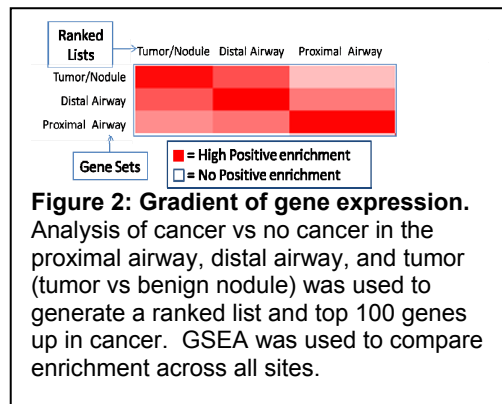 Ranked
Lists
Tumor/Nodule Distal Airway Proximal Airway
Tumor/Nodule
Distal Airway
Proximal Airway
Gene Sets
= High Positive enrichment
= No Positive enrichment
Figure 2: Gradient of gene expression.
Analysis of cancer vs no cancer in the
proximal airway, distal airway, and tumor
(tumor vs benign nodule) was used to
generate a ranked list and top 100 genes
up in cancer. GSEA was used to compare
enrichment across all sites.